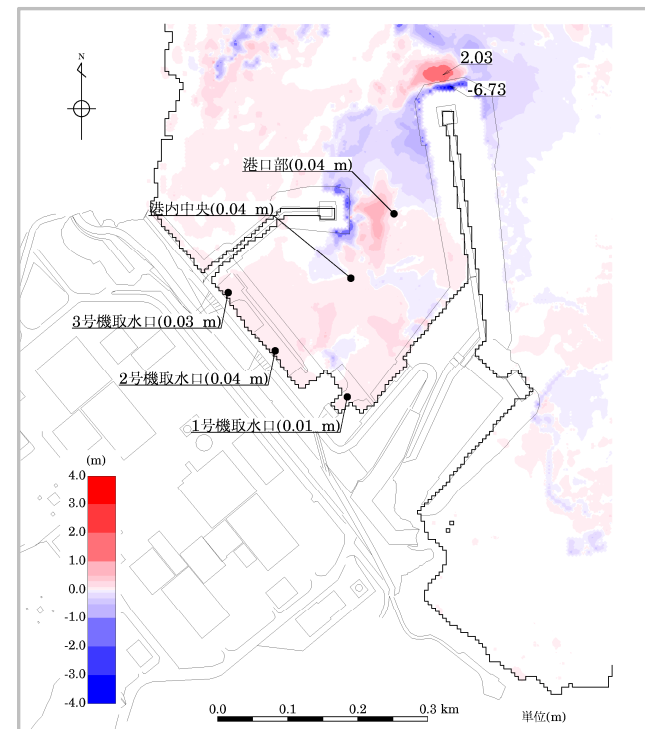 N
2.03
-6.73
港口部(0.04 m)
港内中央(0.04 m)
3号機取水口(0.03 m)
2号機取水口(0.04 m)
1号機取水口(0.01 m)
(m)
4.0
3.0
2.0
1.0
0.0
-1.0
-2.0
-3.0
-4.0
0.0 0.1 0.2 0.3 km
単位(m)